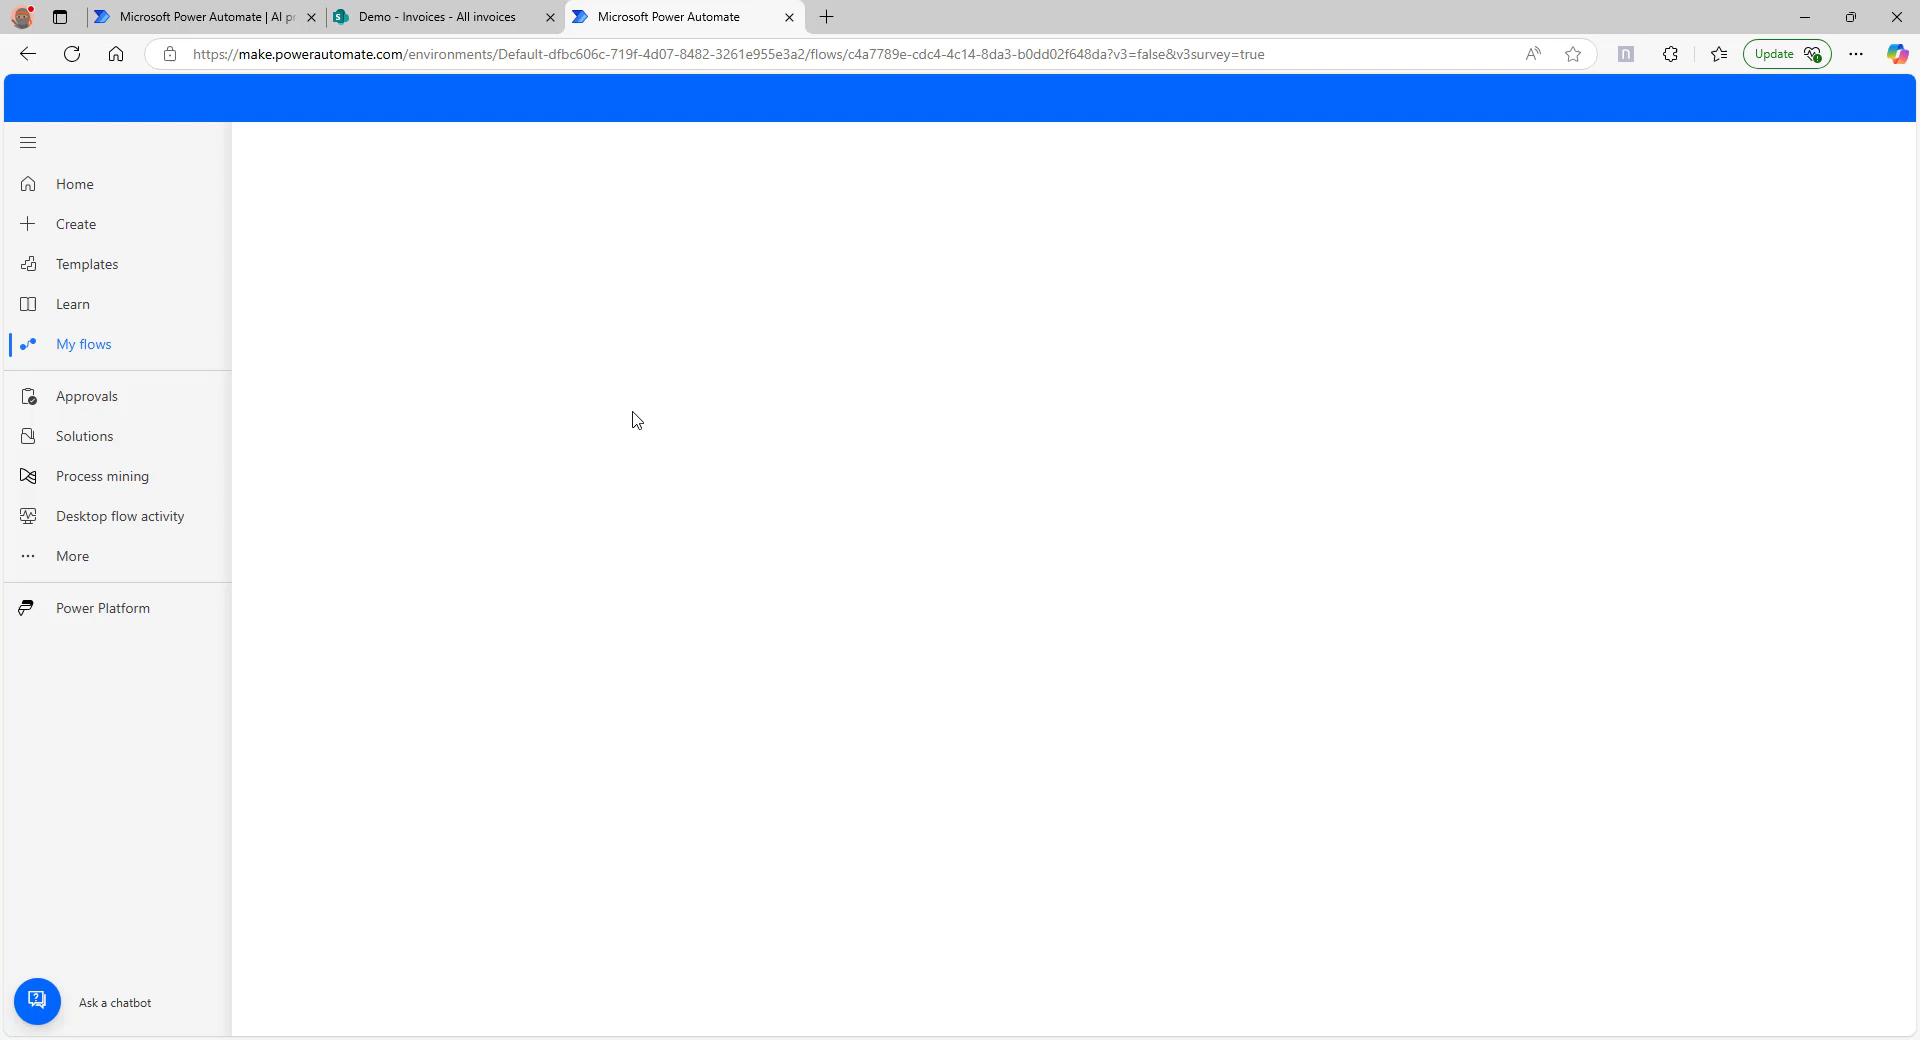 Microsoft Power Automate | AI pr
Demo - Invoices - All invoices
Microsoft Power Automate
https://make.powerautomate.com/environments/Default-dfbc606c-719f-4d07-8482-3261e955e3a2/flows/c4a7789e-cdc4-4c14-8da3-b0dd02f648da?v3=false&v3survey=true
Update
Home
Create
Templates
Learn
My flows
Approvals
Solutions
Process mining
Desktop flow activity
More
Power Platform
Ask a chatbot